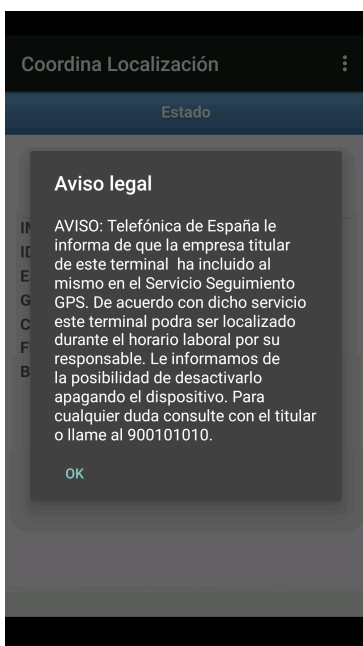 Coordina Localización
Estado
Aviso legal
AVISO: Telefónica de España le
informa de que la empresa titular
de este terminal  ha incluido al
mismo en el Servicio Seguimiento
GPS. De acuerdo con dicho servicio
este terminal podra ser localizado
durante el horario laboral por su
responsable. Le informamos de
la posibilidad de desactivarlo
apagando el dispositivo. Para
cualquier duda consulte con el titular
o llame al 900101010.
OK